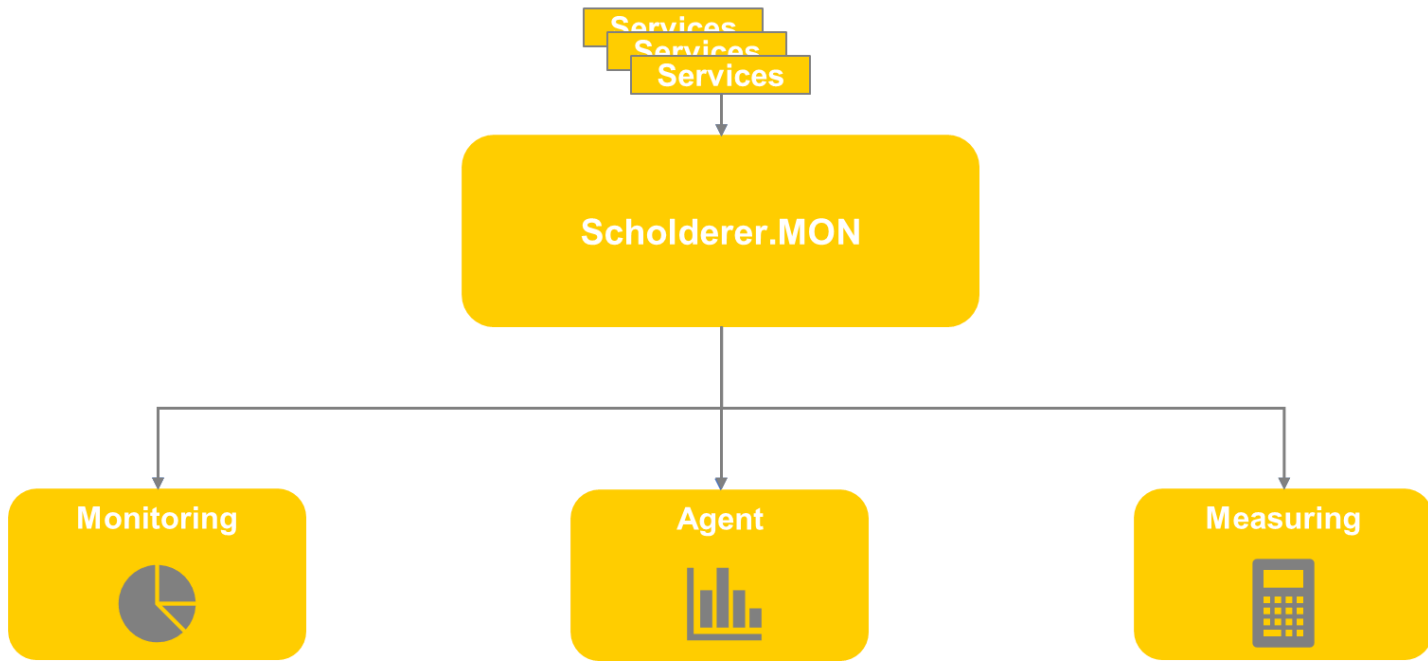 Services
Services
Services
Scholderer.MON
Monitoring
Agent
Measuring